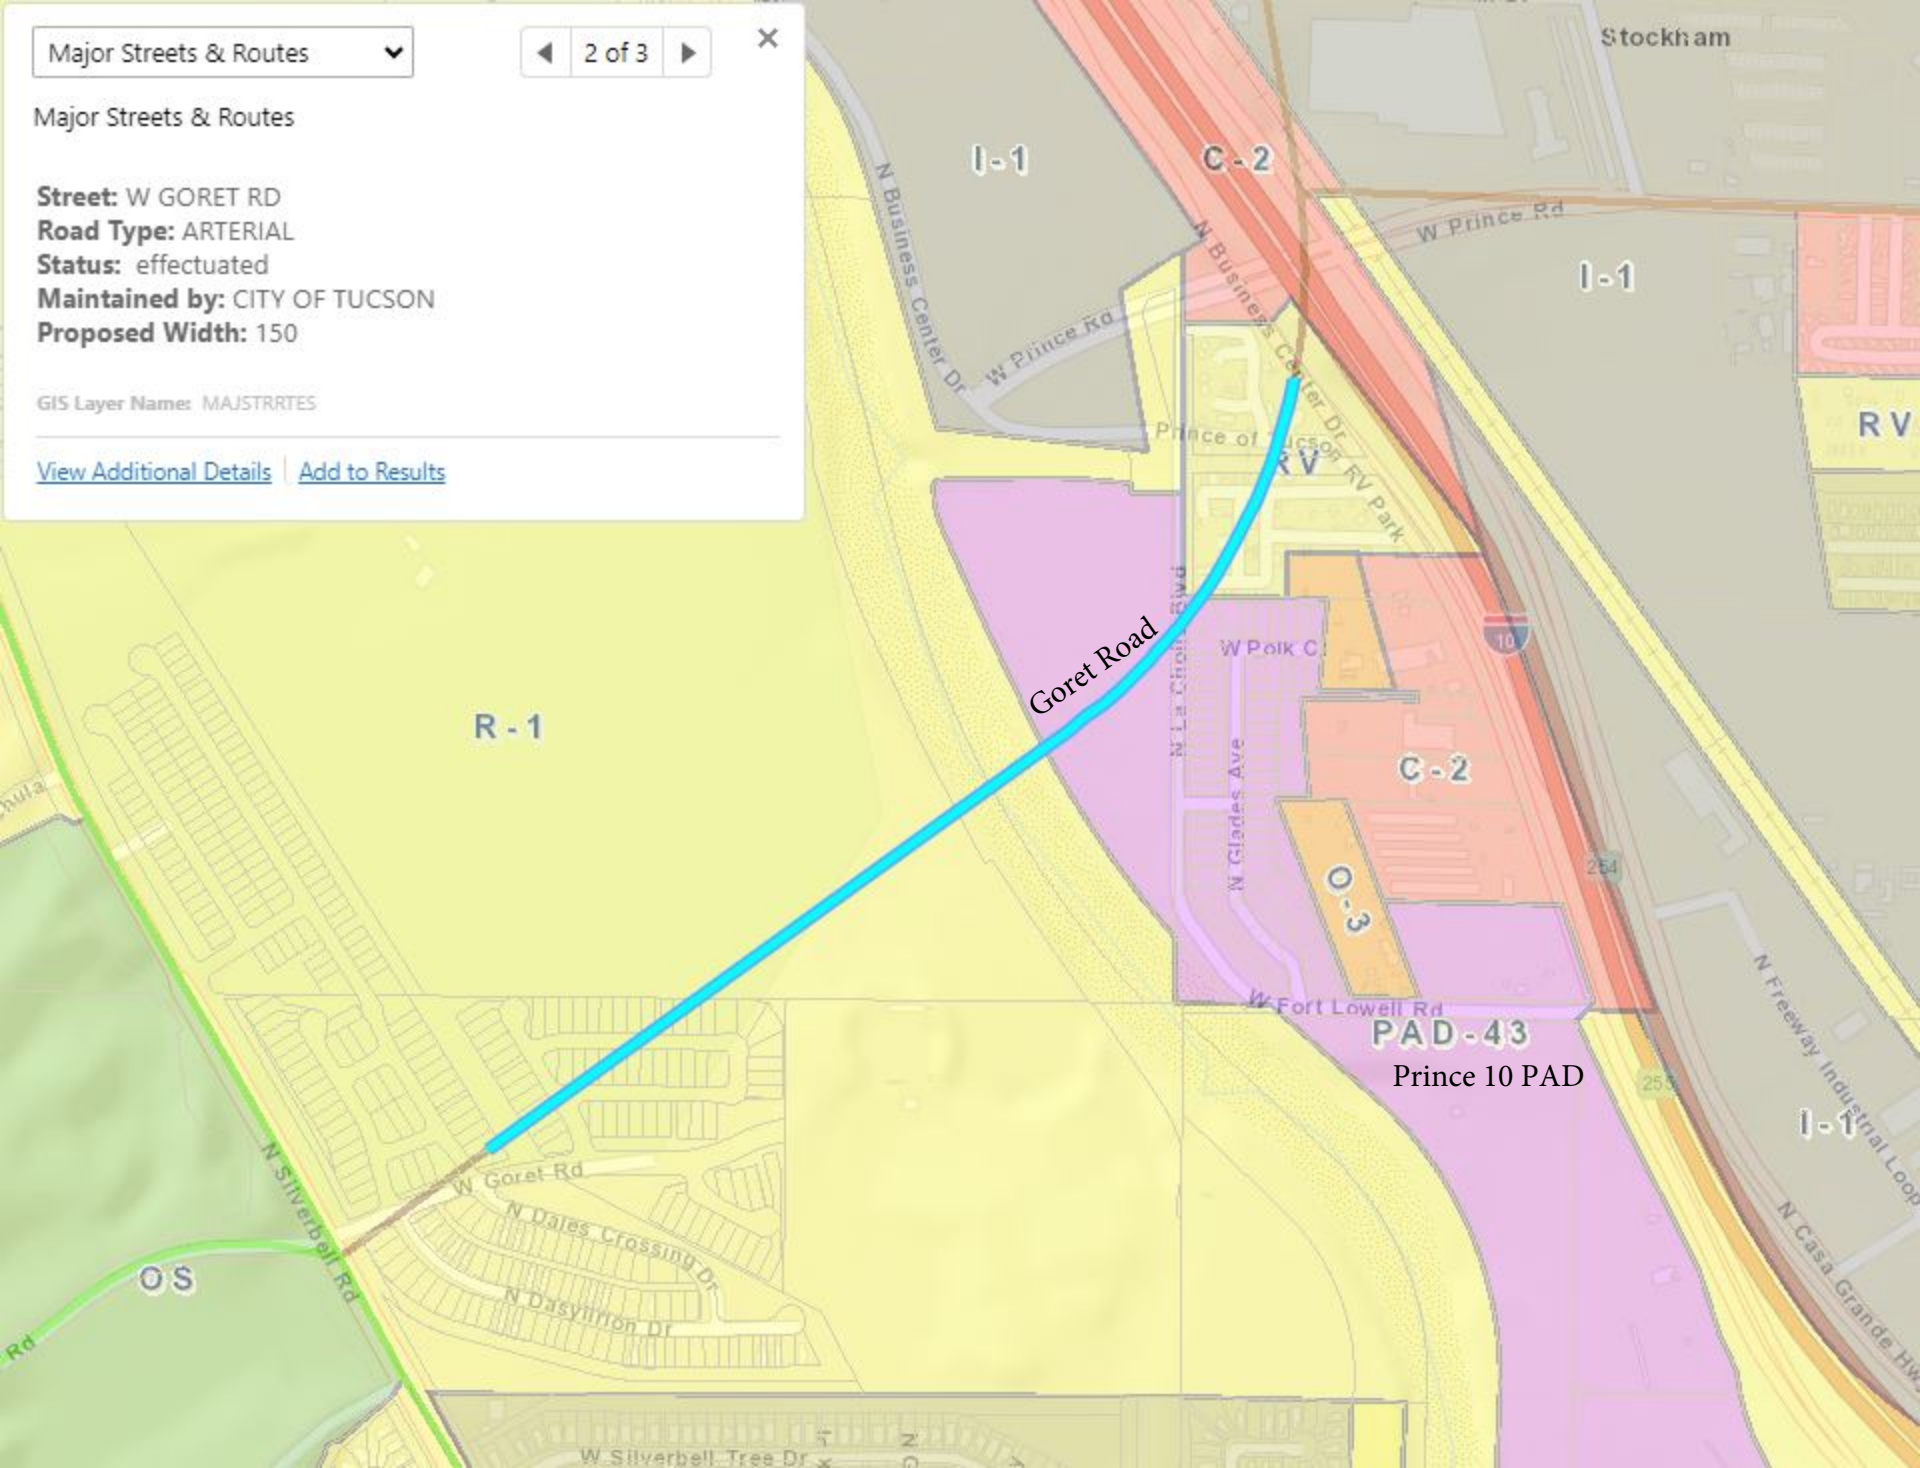 Major Streets & Routes
2 of 3
Major Streets & Routes
Street: W GORET RD
Road Type: ARTERIAL
Status: effectuated
Maintained by: CITY OF TUCSON
Proposed Width: 150
GIS Layer Name: MAJSTRRTES
View Additional Details
Add to Results
Stockham
I-1
C-2
N Business Center Dr
N Business Center Dr
W Prince Rd
W Prince Rd
I-1
RV
Prince of Tucson RV Park
RV
10
Goret Road
N La Cholla Blvd
W Polk
R-1
C-2
N Glades Ave
254
O-3
W Fort Lowell Rd
PAD-43
Prince 10 PAD
255
N Freeway Industrial Loop
I-1
N Silverbell Rd
W Goret Rd
N Dales Crossing Dr
N Dasylirion Dr
OS
Rd
N Casa Grande Hwy
W Silverbell Tree Dr